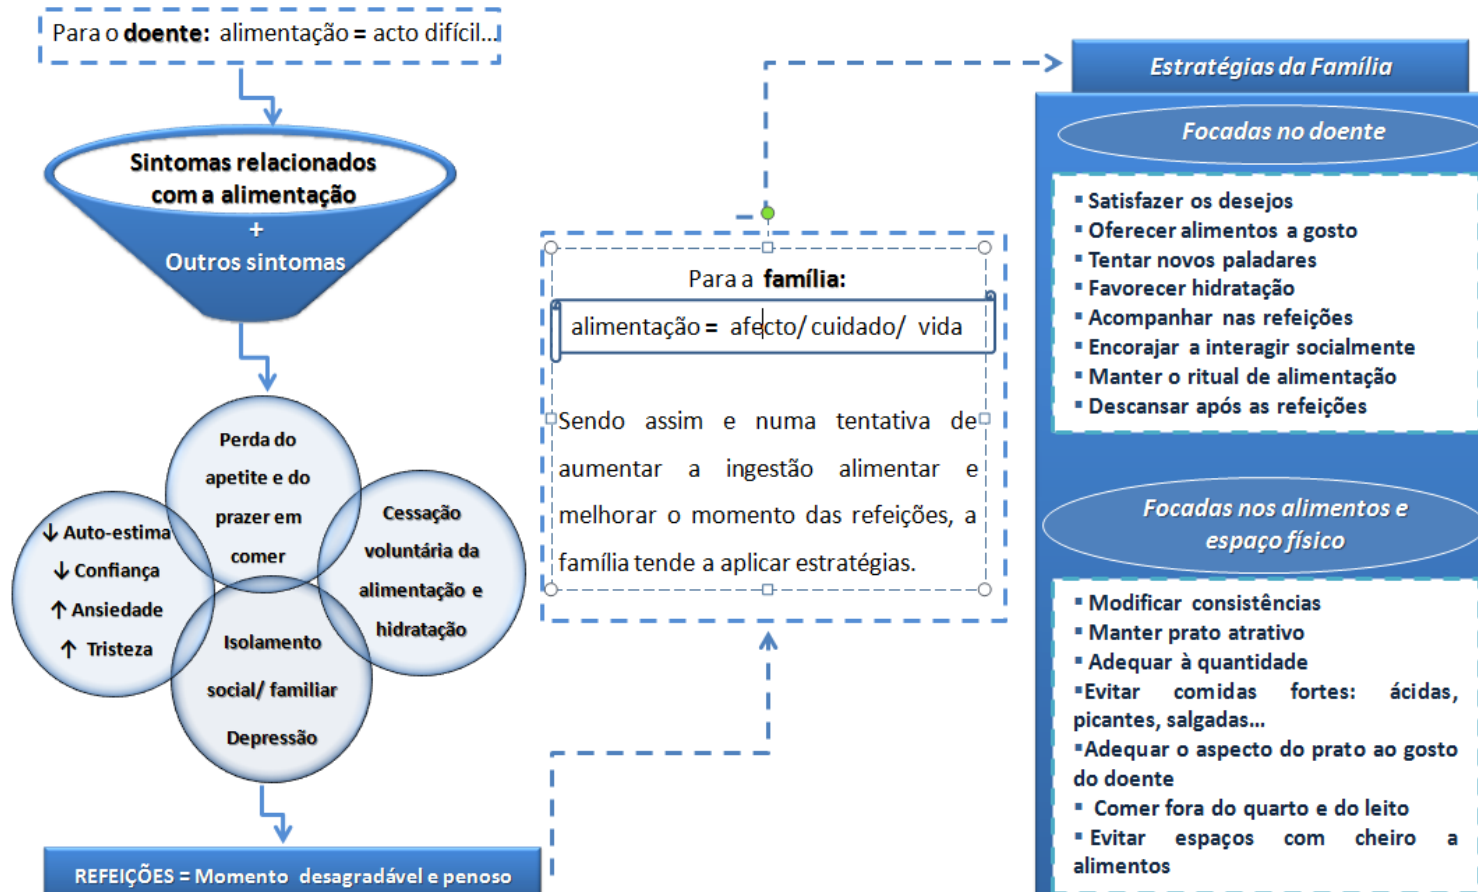 Para o doente: alimentação = acto difícil...
Sintomas relacionados
com a alimentação
+
Outros sintomas
Perda do
apetite e do
prazer em
comer
↓ Auto-estima
↓ Confiança
↑ Ansiedade
↑ Tristeza
Cessação
voluntária da
alimentação e
hidratação
Isolamento
social/ familiar
Depressão
REFEIÇÕES = Momento desagradável e penoso
Para a família:
alimentação = afecto/ cuidado/ vida
Sendo assim e numa tentativa de
aumentar a ingestão alimentar e
melhorar o momento das refeições, a
família tende a aplicar estratégias.
Estratégias da Família
Focadas no doente
▪ Satisfazer os desejos
▪ Oferecer alimentos a gosto
▪ Tentar novos paladares
▪ Favorecer hidratação
▪ Acompanhar nas refeições
▪ Encorajar a interagir socialmente
▪ Manter o ritual de alimentação
▪ Descansar após as refeições
Focadas nos alimentos e
espaço físico
▪ Modificar consistências
▪ Manter prato atrativo
▪ Adequar à quantidade
▪Evitar comidas fortes: ácidas,
picantes, salgadas...
▪Adequar o aspecto do prato ao gosto
do doente
▪ Comer fora do quarto e do leito
▪ Evitar espaços com cheiro a
alimentos